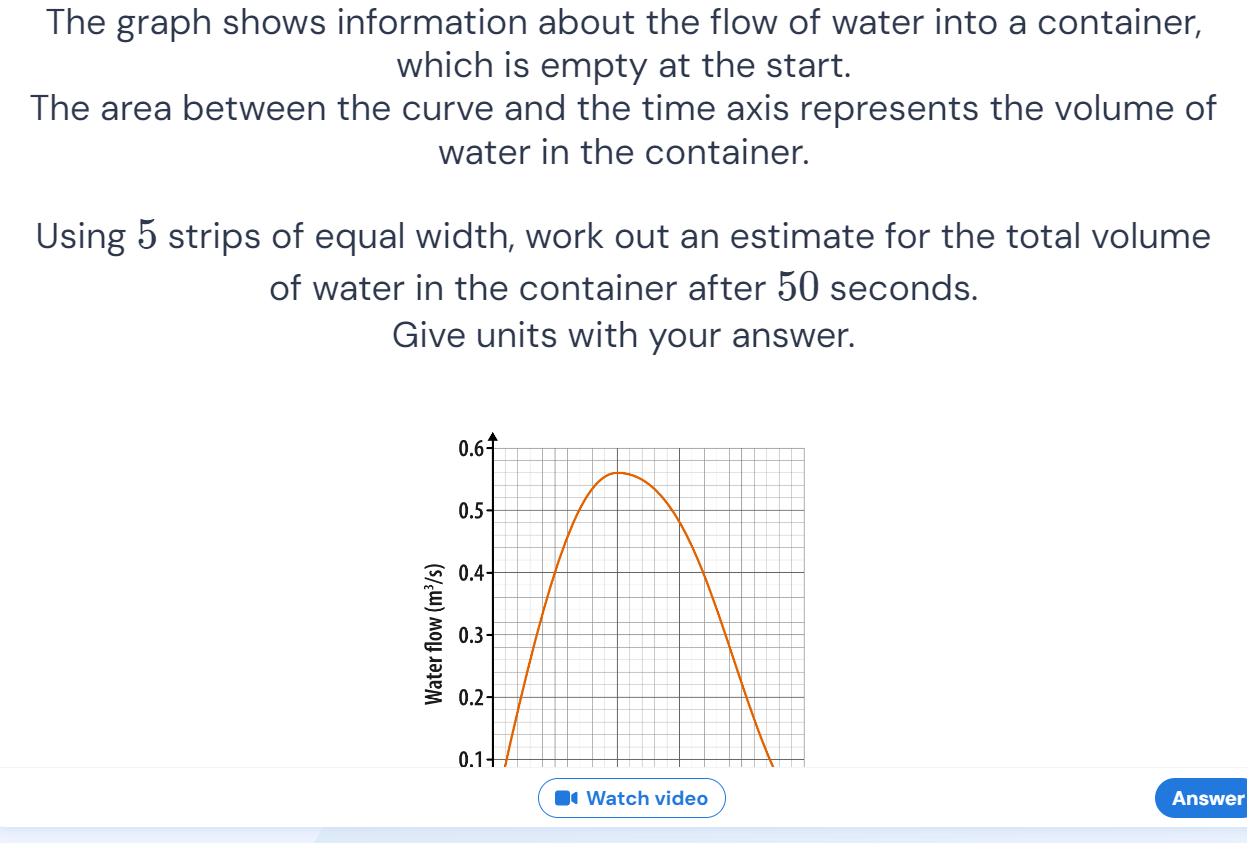 The graph shows information about the flow of water into a container,
which is empty at the start.
The area between the curve and the time axis represents the volume of
water in the container.
Using 5 strips of equal width, work out an estimate for the total volume
of water in the container after 50 seconds.
Give units with your answer.
0.6
0.5
0.4
0.3
0.2
0.1
Water flow (m³/s)
Watch video
Answer